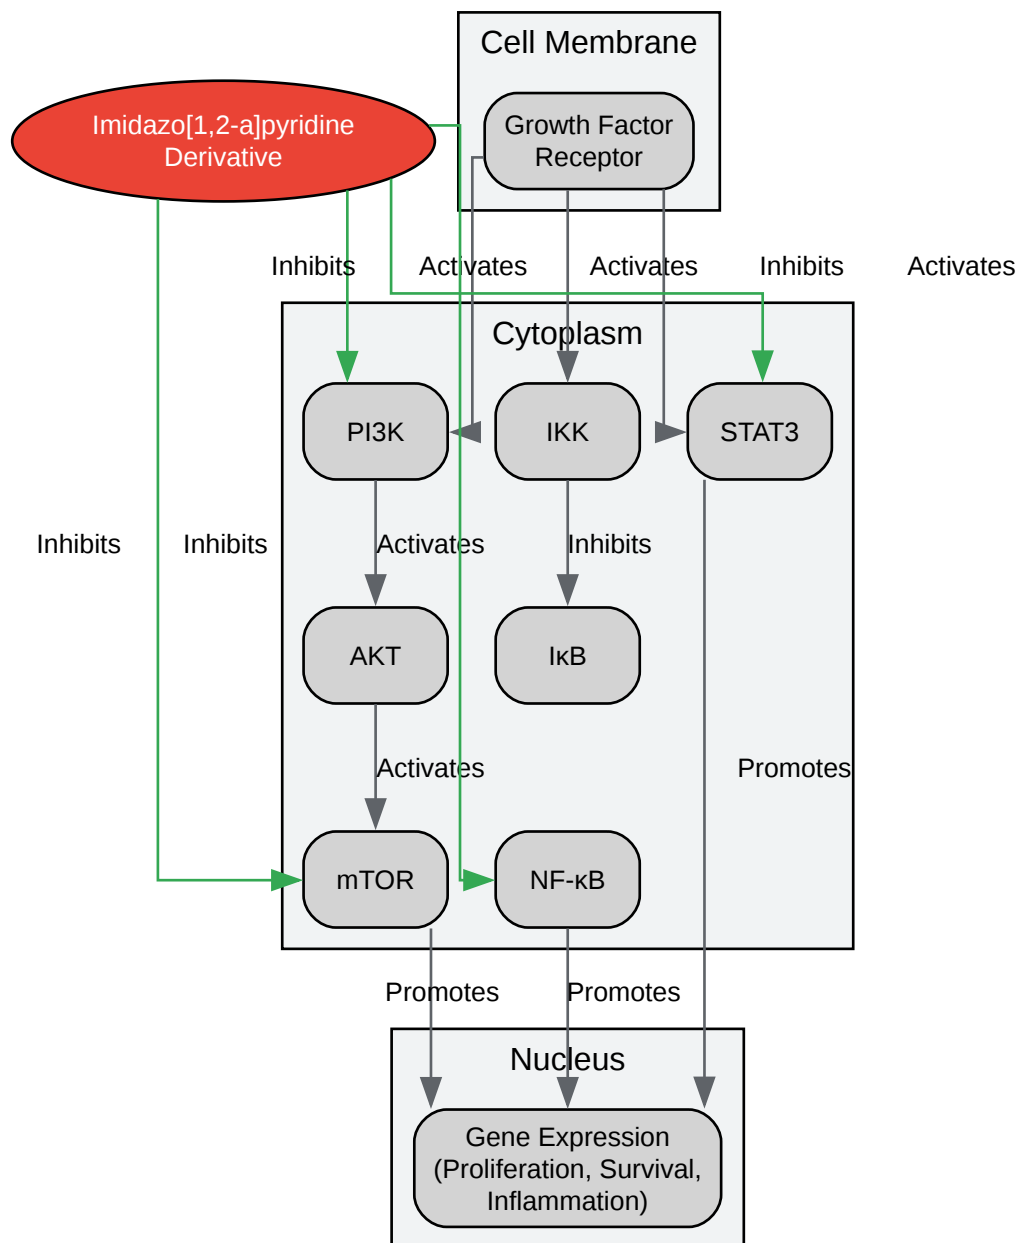 Cell Membrane
Imidazo[1,2-a]pyridine
Derivative
Growth Factor
Receptor
Inhibits
Activates
Activates
Inhibits
Activates
Cytoplasm
PI3K
IKK
STAT3
Inhibits
Inhibits
Activates
Inhibits
AKT
IκB
Activates
Promotes
mTOR
NF-κB
Promotes
Promotes
Nucleus
Gene Expression
(Proliferation, Survival,
Inflammation)